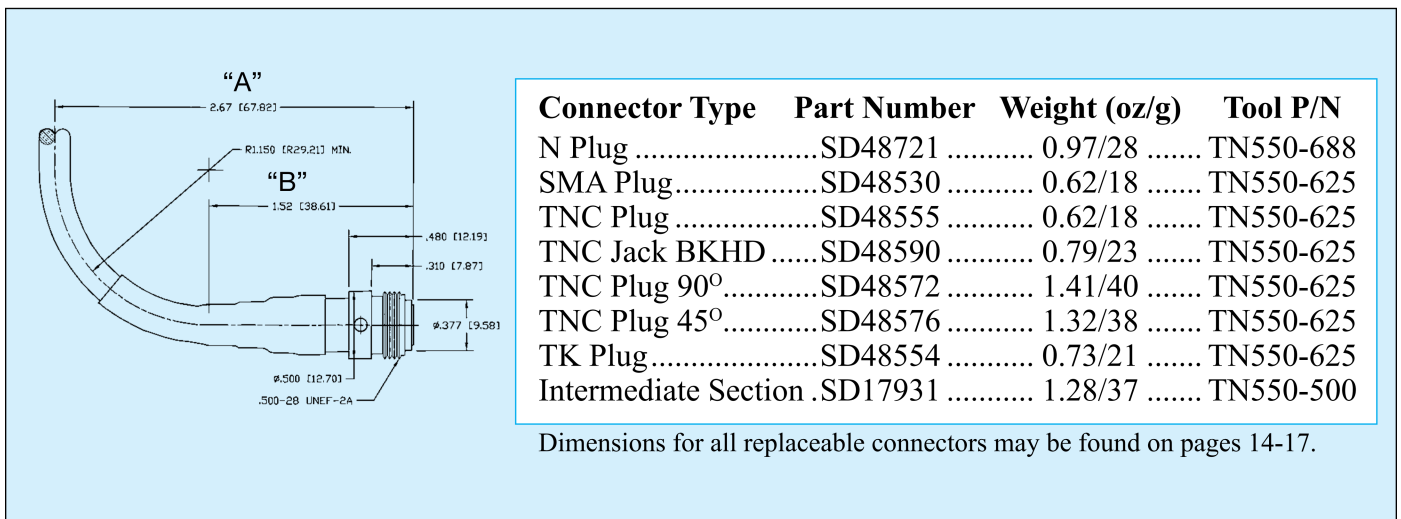 “A”
2.67 [67.82]
R1.150 [R29.21] MIN.
“B”
1.52 [38.61]
.480 [12.19]
.310 [7.87]
ø.377 [9.58]
ø.500 [12.70]
.500-28 UNEF-2A
Connector Type Part Number Weight (oz/g) Tool P/N
N Plug .......................SD48721 ........... 0.97/28 ....... TN550-688
SMA Plug..................SD48530 ........... 0.62/18 ....... TN550-625
TNC Plug ..................SD48555 ........... 0.62/18 ....... TN550-625
TNC Jack BKHD ......SD48590 ........... 0.79/23 ....... TN550-625
TNC Plug 90O............SD48572 ........... 1.41/40 ....... TN550-625
TNC Plug 45O............SD48576 ........... 1.32/38 ....... TN550-625
TK Plug.....................SD48554 ........... 0.73/21 ....... TN550-625
Intermediate Section .SD17931 ........... 1.28/37 ....... TN550-500
Dimensions for all replaceable connectors may be found on pages 14-17.